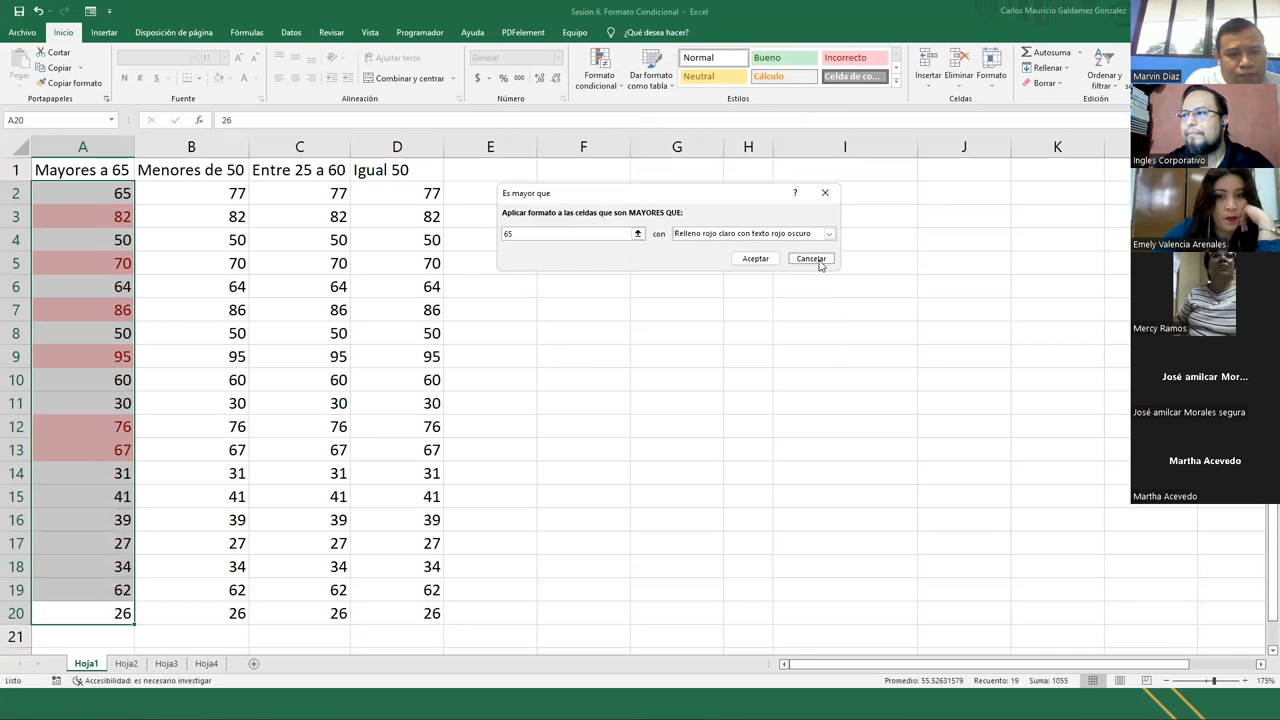 Sesion 6. Formato Condicional - Excel
Carlos Mauricio Galdamez Gonzalez
Archivo Inicio Insertar Disposición de página Fórmulas Datos Revisar Vista Programador Ayuda PDFelement Equipo ¿Qué desea hacer?
Pegar
Cortar
Copiar
Copiar formato
Portapapeles
11
N K S
Fuente
Ajustar texto
Combinar y centrar
Alineación
$ % 000
Número
Formato condicional
Dar formato como tabla
Normal Bueno Incorrecto
Neutral Cálculo Celda de co...
Estilos
Insertar Eliminar Formato
Celdas
Autosuma
Rellenar
Borrar
Ordenar y filtrar
Edición
A20 fx 26
A B C D E F G H I J K
1 Mayores a 65 Menores de 50 Entre 25 a 60 Igual 50
2 65 77 77 77
3 82 82 82 82
4 50 50 50 50
5 70 70 70 70
6 64 64 64 64
7 86 86 86 86
8 50 50 50 50
9 95 95 95 95
10 60 60 60 60
11 30 30 30 30
12 76 76 76 76
13 67 67 67 67
14 31 31 31 31
15 41 41 41 41
16 39 39 39 39
17 27 27 27 27
18 34 34 34 34
19 62 62 62 62
20 26 26 26 26
21
Es mayor que ?
Aplicar formato a las celdas que son MAYORES QUE:
65 con Relleno rojo claro con texto rojo oscuro
Aceptar Cancelar
Marvin Diaz
Ingles Corporativo
Emely Valencia Arenales
Mercy Ramos
José amilcar Mor...
José amilcar Morales segura
Martha Acevedo
Martha Acevedo
Hoja1 Hoja2 Hoja3 Hoja4
Listo Accesibilidad: es necesario investigar Promedio: 55.52631579 Recuento: 19 Suma: 1055 175%